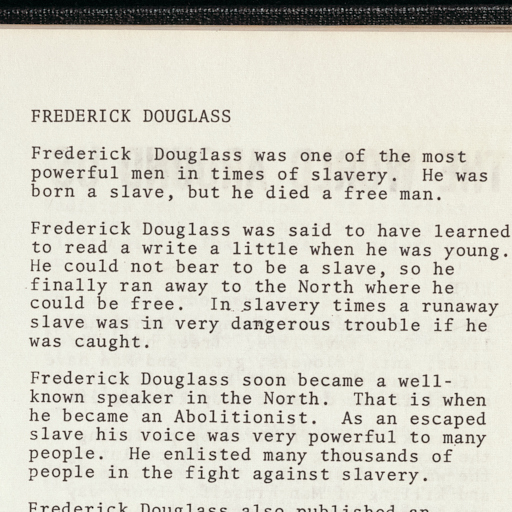 FREDERICK DOUGLASS
Frederick Douglass was one of the most
powerful men in times of slavery. He was
born a slave, but he died a free man.
Frederick Douglass was said to have learned
to read a write a little when he was young.
He could not bear to be a slave, so he
finally ran away to the North where he
could be free. In slavery times a runaway
slave was in very dangerous trouble if he
was caught.
Frederick Douglass soon became a well-
known speaker in the North. That is when
he became an Abolitionist. As an escaped
slave his voice was very powerful to many
people. He enlisted many thousands of
people in the fight against slavery.
Frederick Douglass also published an